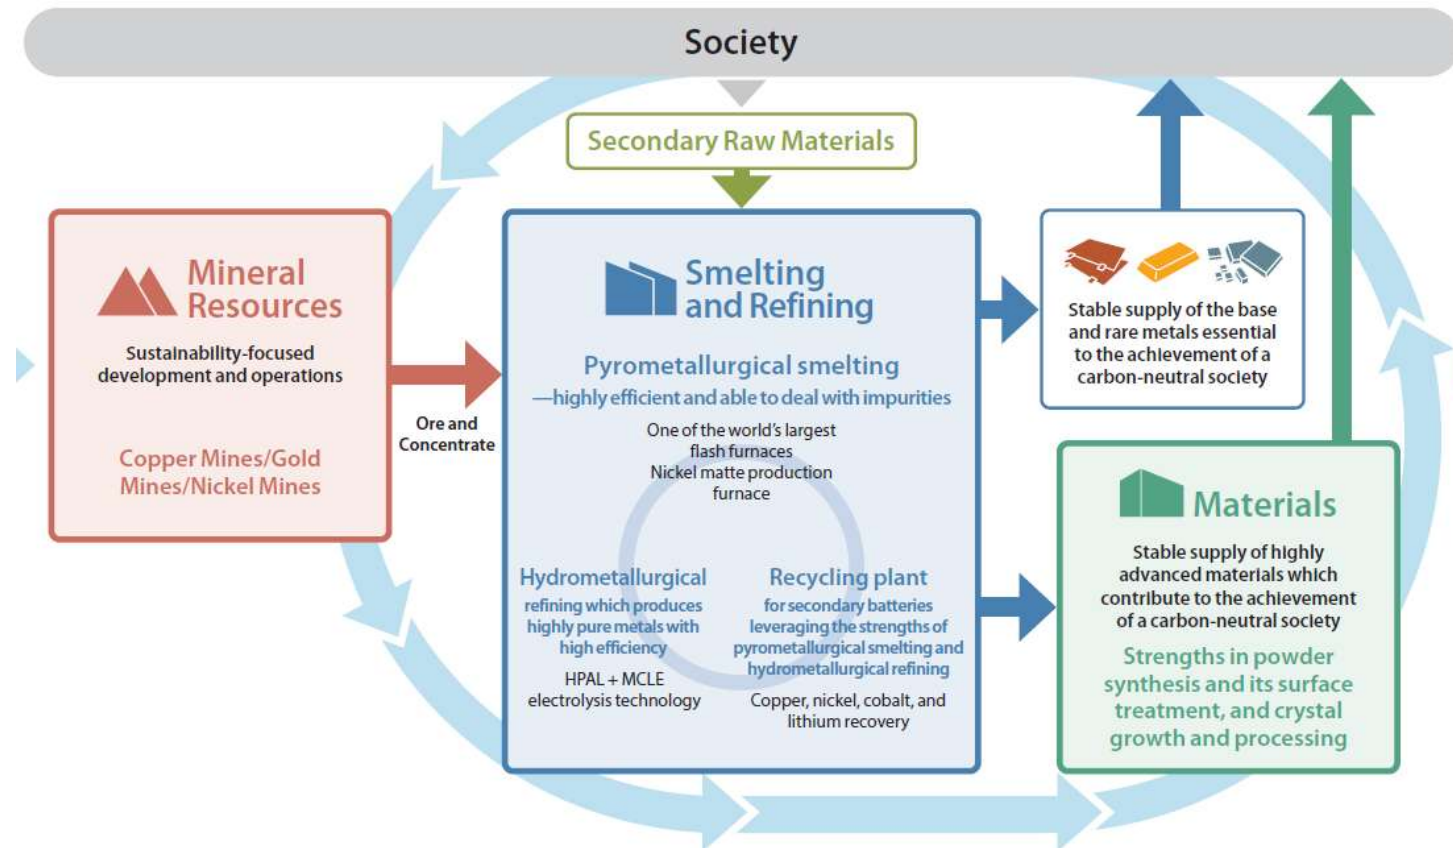 Society
Secondary Raw Materials
Mineral
Resources
Sustainability-focused
development and operations
Copper Mines/Gold
Mines/Nickel Mines
Ore and
Concentrate
Smelting
and Refining
Pyrometallurgical smelting
—highly efficient and able to deal with impurities
One of the world's largest
flash furnaces
Nickel matte production
furnace
Hydrometallurgical
refining which produces
highly pure metals with
high efficiency
HPAL + MCLE
electrolysis technology
Recycling plant
for secondary batteries
leveraging the strengths of
pyrometallurgical smelting and
hydrometallurgical refining
Copper, nickel, cobalt, and
lithium recovery
Stable supply of the base
and rare metals essential
to the achievement of a
carbon-neutral society
Materials
Stable supply of highly
advanced materials which
contribute to the achievement
of a carbon-neutral society
Strengths in powder
synthesis and its surface
treatment, and crystal
growth and processing